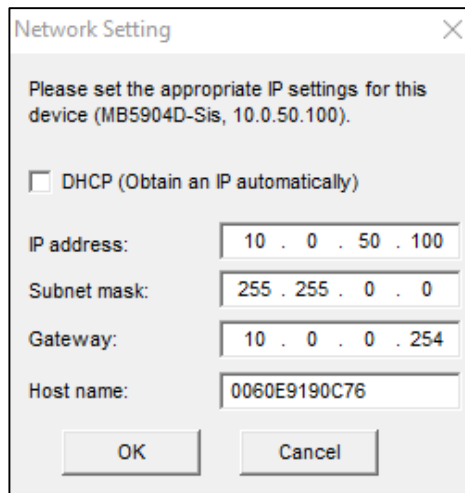 Network Setting
Please set the appropriate IP settings for this
device (MB5904D-Sis, 10.0.50.100).
DHCP (Obtain an IP automatically)
IP address: 10 . 0 . 50 . 100
Subnet mask: 255 . 255 . 0 . 0
Gateway: 10 . 0 . 0 . 254
Host name: 0060E9190C76
OK Cancel